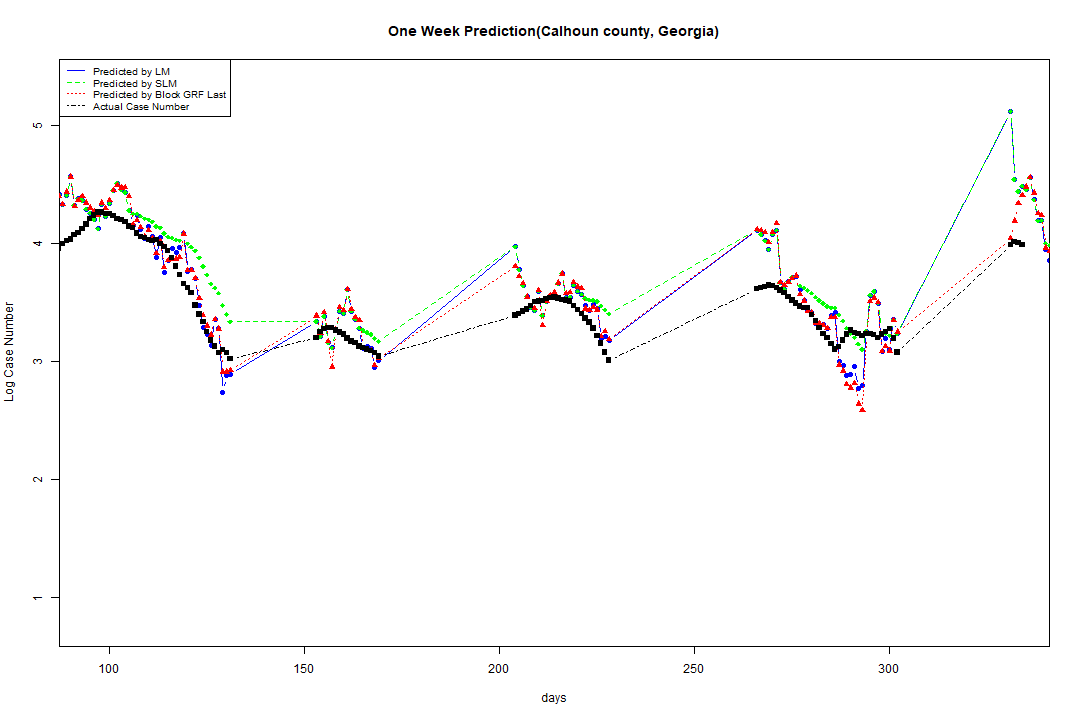 One Week Prediction(Calhoun county, Georgia)
Predicted by LM
Predicted by SLM
Predicted by Block GRF Last
Actual Case Number
5
4
3
2
1
Log Case Number
100 150 200 250 300
days